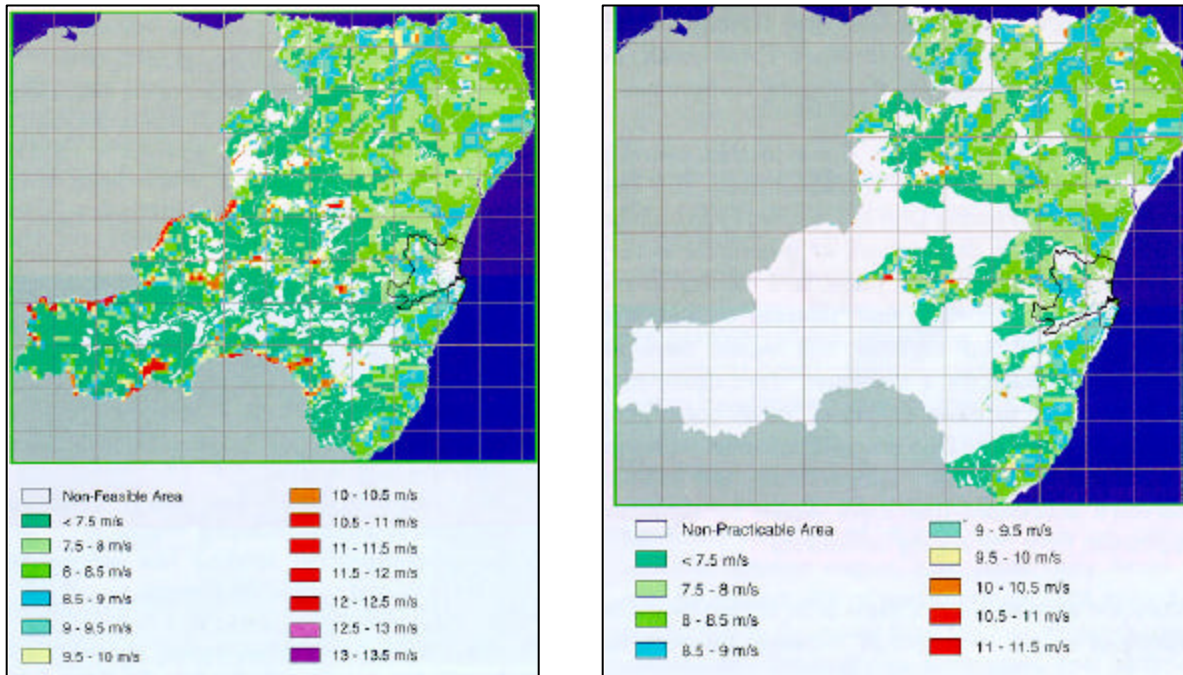 Non-Feasible Area
< 7.5 m/s
7.5 - 8 m/s
8 - 8.5 m/s
8.5 - 9 m/s
9 - 9.5 m/s
9.5 - 10 m/s
10 - 10.5 m/s
10.5 - 11 m/s
11 - 11.5 m/s
11.5 - 12 m/s
12 - 12.5 m/s
12.5 - 13 m/s
13 - 13.5 m/s
Non-Practicable Area
< 7.5 m/s
7.5 - 8 m/s
8 - 8.5 m/s
8.5 - 9 m/s
9 - 9.5 m/s
9.5 - 10 m/s
10 - 10.5 m/s
10.5 - 11 m/s
11 - 11.5 m/s